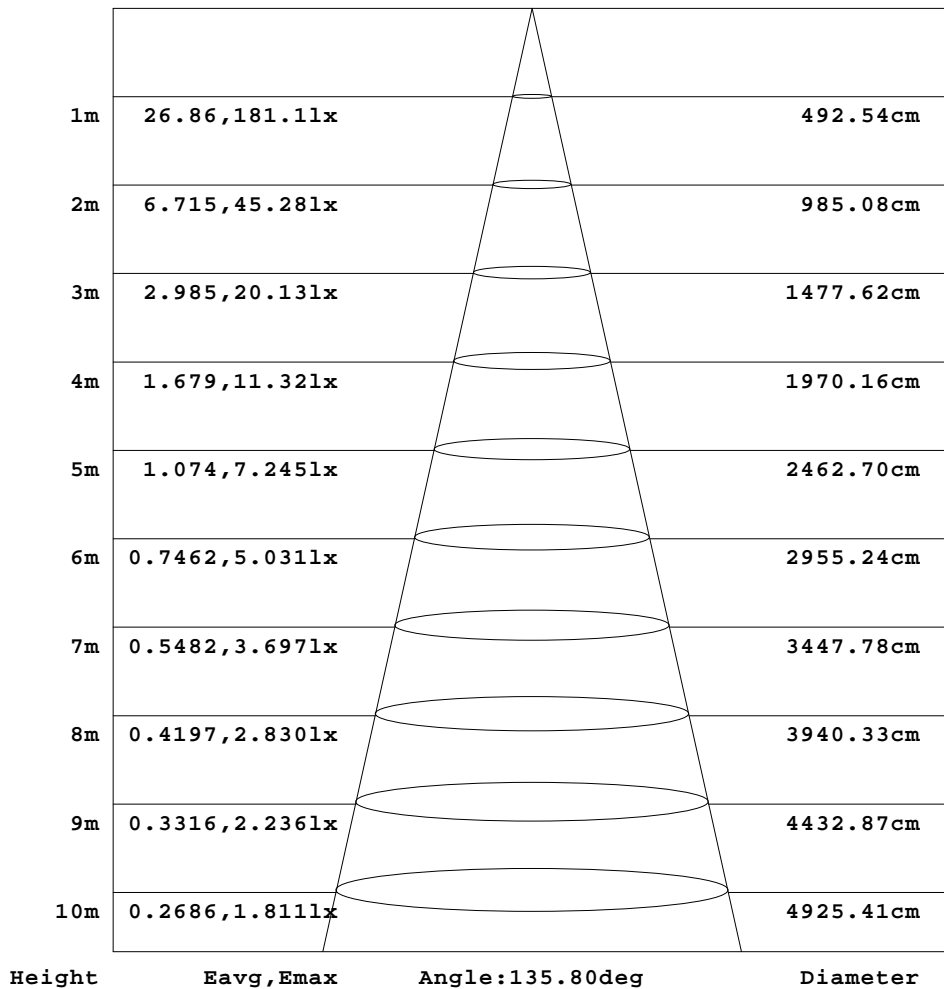 1m 26.86,181.1lx 492.54cm
2m 6.715,45.28lx 985.08cm
3m 2.985,20.13lx 1477.62cm
4m 1.679,11.32lx 1970.16cm
5m 1.074,7.245lx 2462.70cm
6m 0.7462,5.031lx 2955.24cm
7m 0.5482,3.697lx 3447.78cm
8m 0.4197,2.830lx 3940.33cm
9m 0.3316,2.236lx 4432.87cm
10m 0.2686,1.811lx 4925.41cm
Height Eavg,Emax Angle:135.80deg Diameter